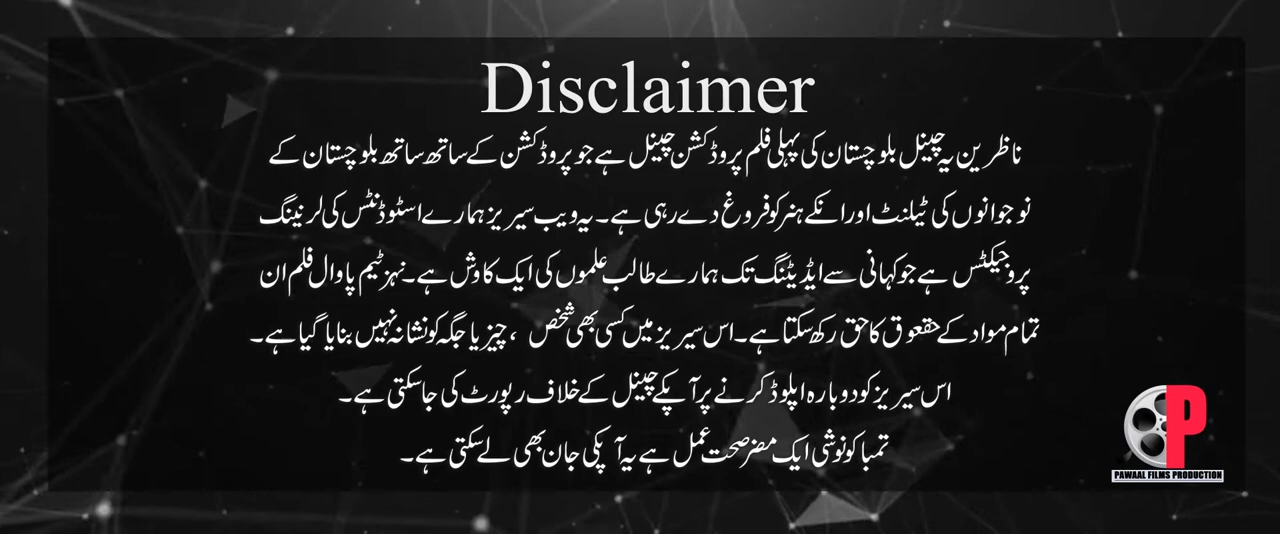 Disclaimer
ناظرین یہ چینل بلوچستان کی پہلی فلم پروڈکشن چینل ہے جو پروڈکشن کے ساتھ ساتھ بلوچستان کے
نوجوانوں کی ٹیلنٹ اور انکے ہنر کو فروغ دے رہی ہے۔ یہ ویب سیریز ہمارے اسٹوڈنٹس کی لرنینگ
پروجیکٹس ہے جو کہانی سے ایڈیٹنگ تک ہمارے طالب علموں کی ایک کاوش ہے۔ نہز ٹیم پاوال فلم ان
تمام مواد کے حقعوق کا حق رکھ سکتا ہے۔ اس سیریز میں کسی بھی شخص ، چیز یا جگہ کو نشانہ نہیں بنایا گیا ہے۔
اس سیریز کو دوبارہ اپلوڈ کرنے پر آپکے چینل کے خلاف رپورٹ کی جاسکتی ہے۔
تمباکو نوشی ایک مضر صحت عمل ہے یہ آپکی جان بھی لے سکتی ہے۔
P
PAWAAL FILMS PRODUCTION